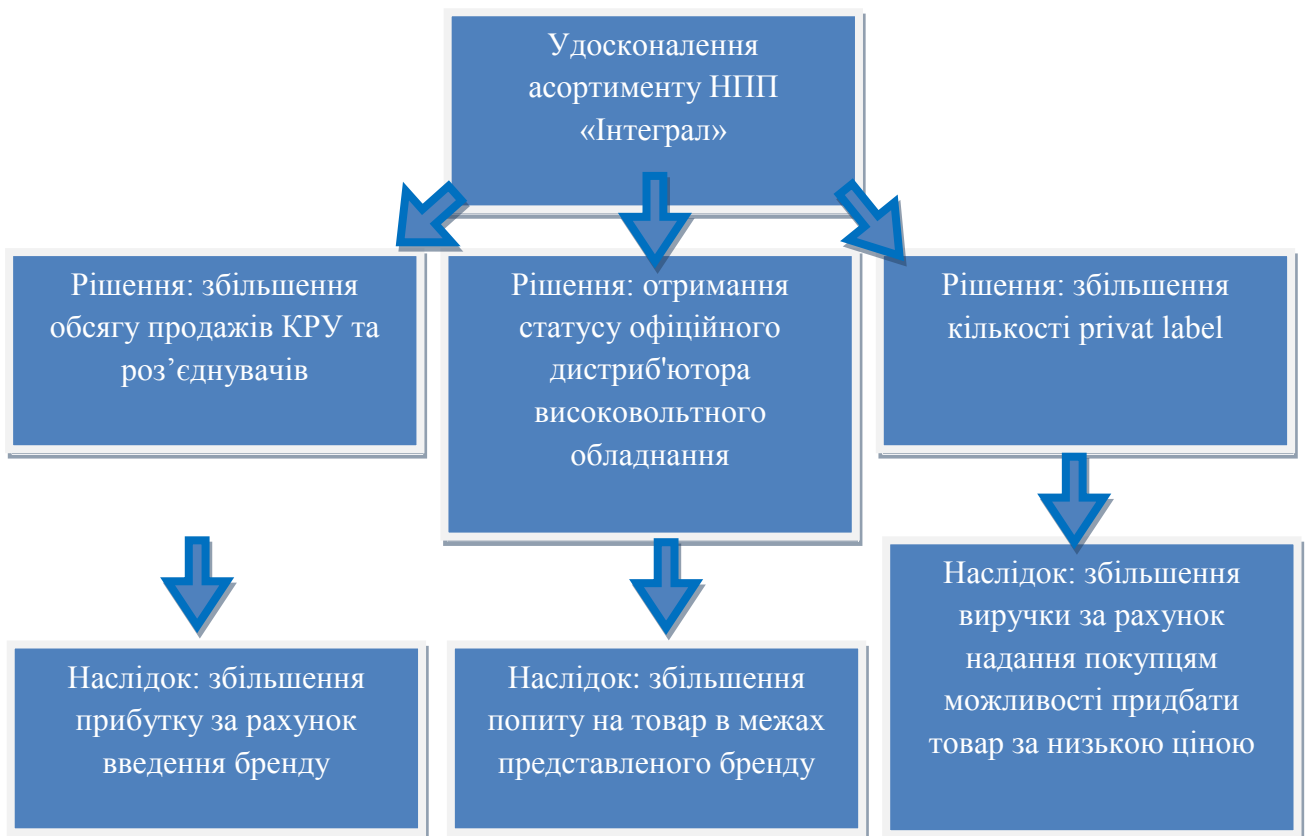 Удосконалення
асортименту НПП
«Інтеграл»
Рішення: збільшення
обсягу продажів КРУ та
роз’єднувачів
Рішення: отримання
статусу офіційного
дистриб'ютора
високовольтного
обладнання
Рішення: збільшення
кількості privat label
Наслідок: збільшення
прибутку за рахунок
введення бренду
Наслідок: збільшення
попиту на товар в межах
представленого бренду
Наслідок: збільшення
виручки за рахунок
надання покупцям
можливості придбати
товар за низькою ціною